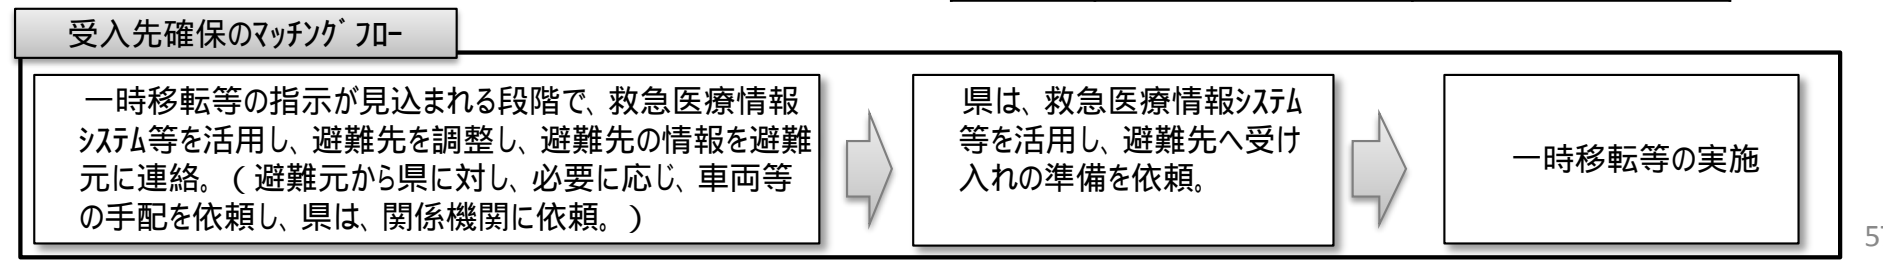 受入先確保のﾏｯﾁﾝｸﾞﾌﾛｰ
一時移転等の指示が見込まれる段階で、救急医療情報
ｼｽﾃﾑ等を活用し、避難先を調整し、避難先の情報を避難
元に連絡。(避難元から県に対し、必要に応じ、車両等
の手配を依頼し、県は、関係機関に依頼。)
県は、救急医療情報ｼｽﾃﾑ
等を活用し、避難先へ受け
入れの準備を依頼。
一時移転等の実施